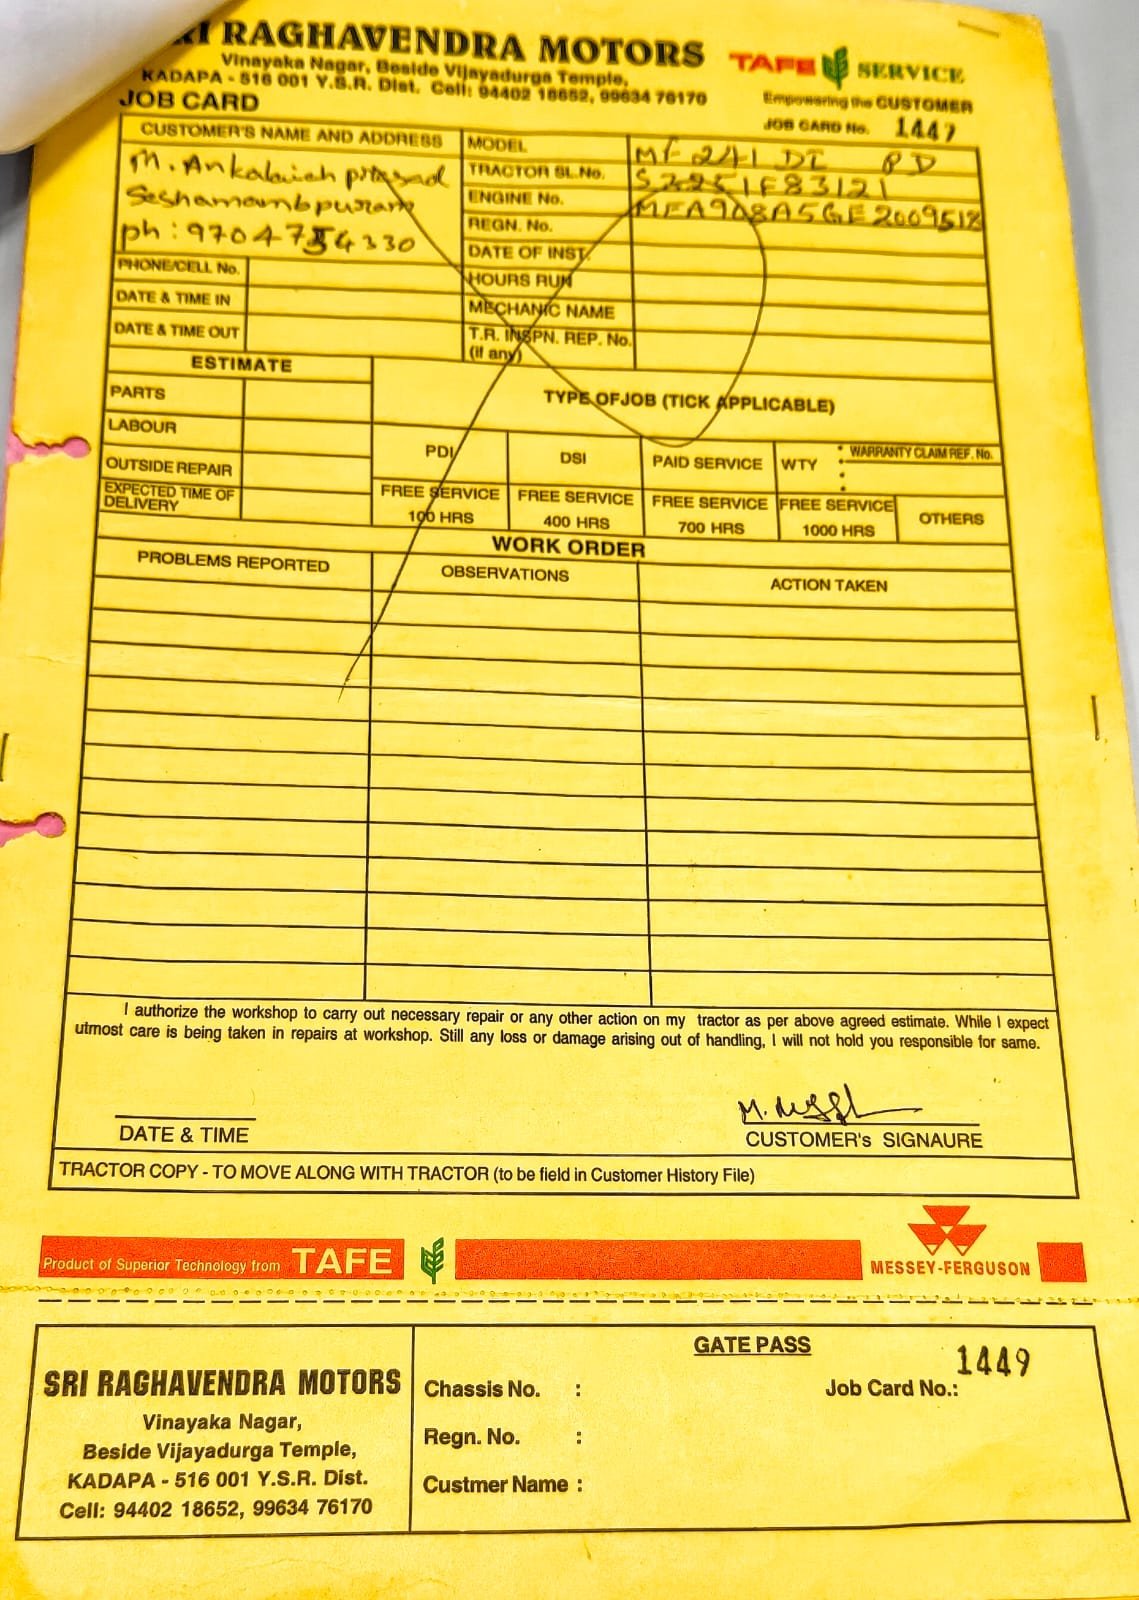 SRI RAGHAVENDRA MOTORS
Vinayaka Nagar, Beside Vijayadurga Temple,
KADAPA - 516 001 Y.S.R. Dist. Cell: 94402 18652, 99634 76170
TAFE SERVICE
Empowering the CUSTOMER
JOB CARD
JOB CARD No. 1447
CUSTOMER'S NAME AND ADDRESS
M. Ankalaiah
ph : 9704754330
MODEL MF 241 DI PD
TRACTOR SL.No. S2251F83121
ENGINE No. MFA908A5GE2009518
REGN. No.
DATE OF INST.
HOURS RUN
MECHANIC NAME
T.R. INSPN. REP. No.
(if any)
PHONE/CELL No.
DATE & TIME IN
DATE & TIME OUT
ESTIMATE
PARTS
LABOUR
OUTSIDE REPAIR
EXPECTED TIME OF
DELIVERY
TYPE OFJOB (TICK APPLICABLE)
PDI DSI PAID SERVICE WTY : WARRANTY CLAIM REF. No.
:
:
FREE SERVICE FREE SERVICE FREE SERVICE FREE SERVICE OTHERS
100 HRS 400 HRS 700 HRS 1000 HRS
WORK ORDER
PROBLEMS REPORTED OBSERVATIONS ACTION TAKEN
I authorize the workshop to carry out necessary repair or any other action on my tractor as per above agreed estimate. While I expect
utmost care is being taken in repairs at workshop. Still any loss or damage arising out of handling, I will not hold you responsible for same.
DATE & TIME
CUSTOMER's SIGNAURE
TRACTOR COPY - TO MOVE ALONG WITH TRACTOR (to be field in Customer History File)
Product of Superior Technology from TAFE
MESSEY-FERGUSON
SRI RAGHAVENDRA MOTORS
Vinayaka Nagar,
Beside Vijayadurga Temple,
KADAPA - 516 001 Y.S.R. Dist.
Cell: 94402 18652, 99634 76170
GATE PASS
Chassis No. :
Job Card No.: 1449
Regn. No. :
Custmer Name :